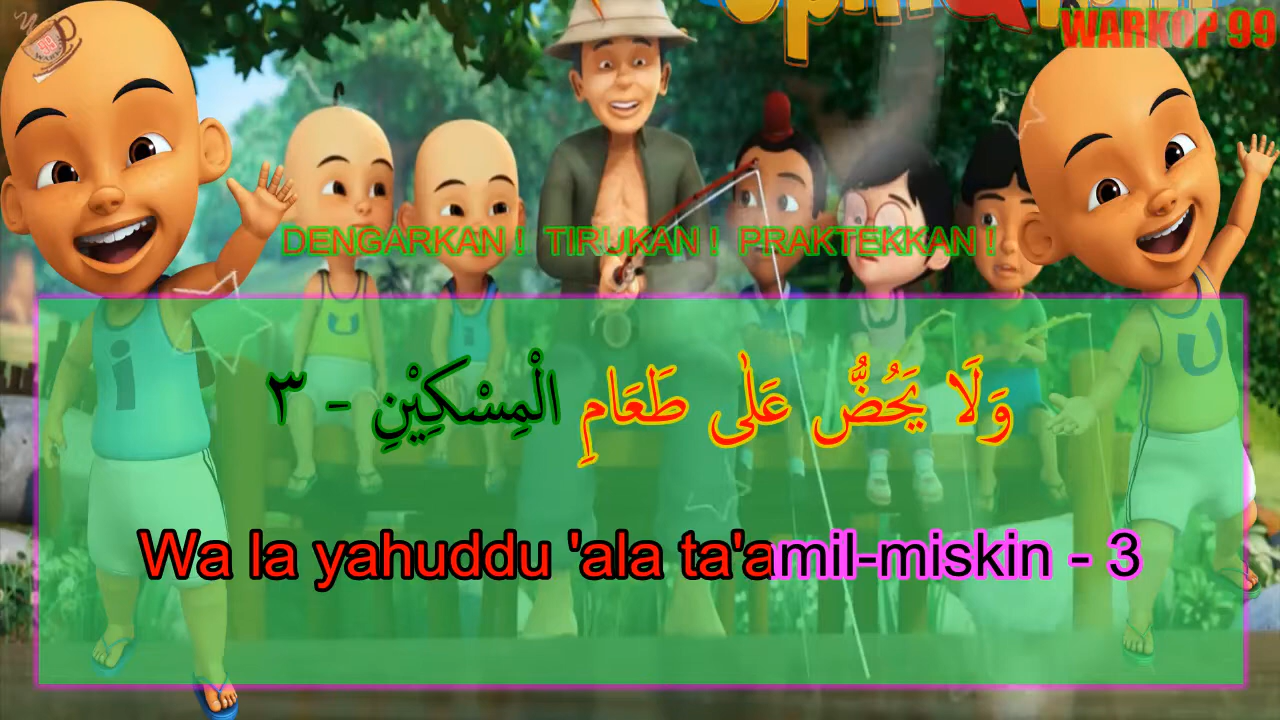 WARKOP 99
DENGARKAN ! TIRUKAN ! PRAKTEKKAN !
وَلَا يَحُضُّ عَلٰى طَعَامِ الْمِسْكِيْنِ - ٣
Wa la yahuddu 'ala ta'amil-miskin - 3